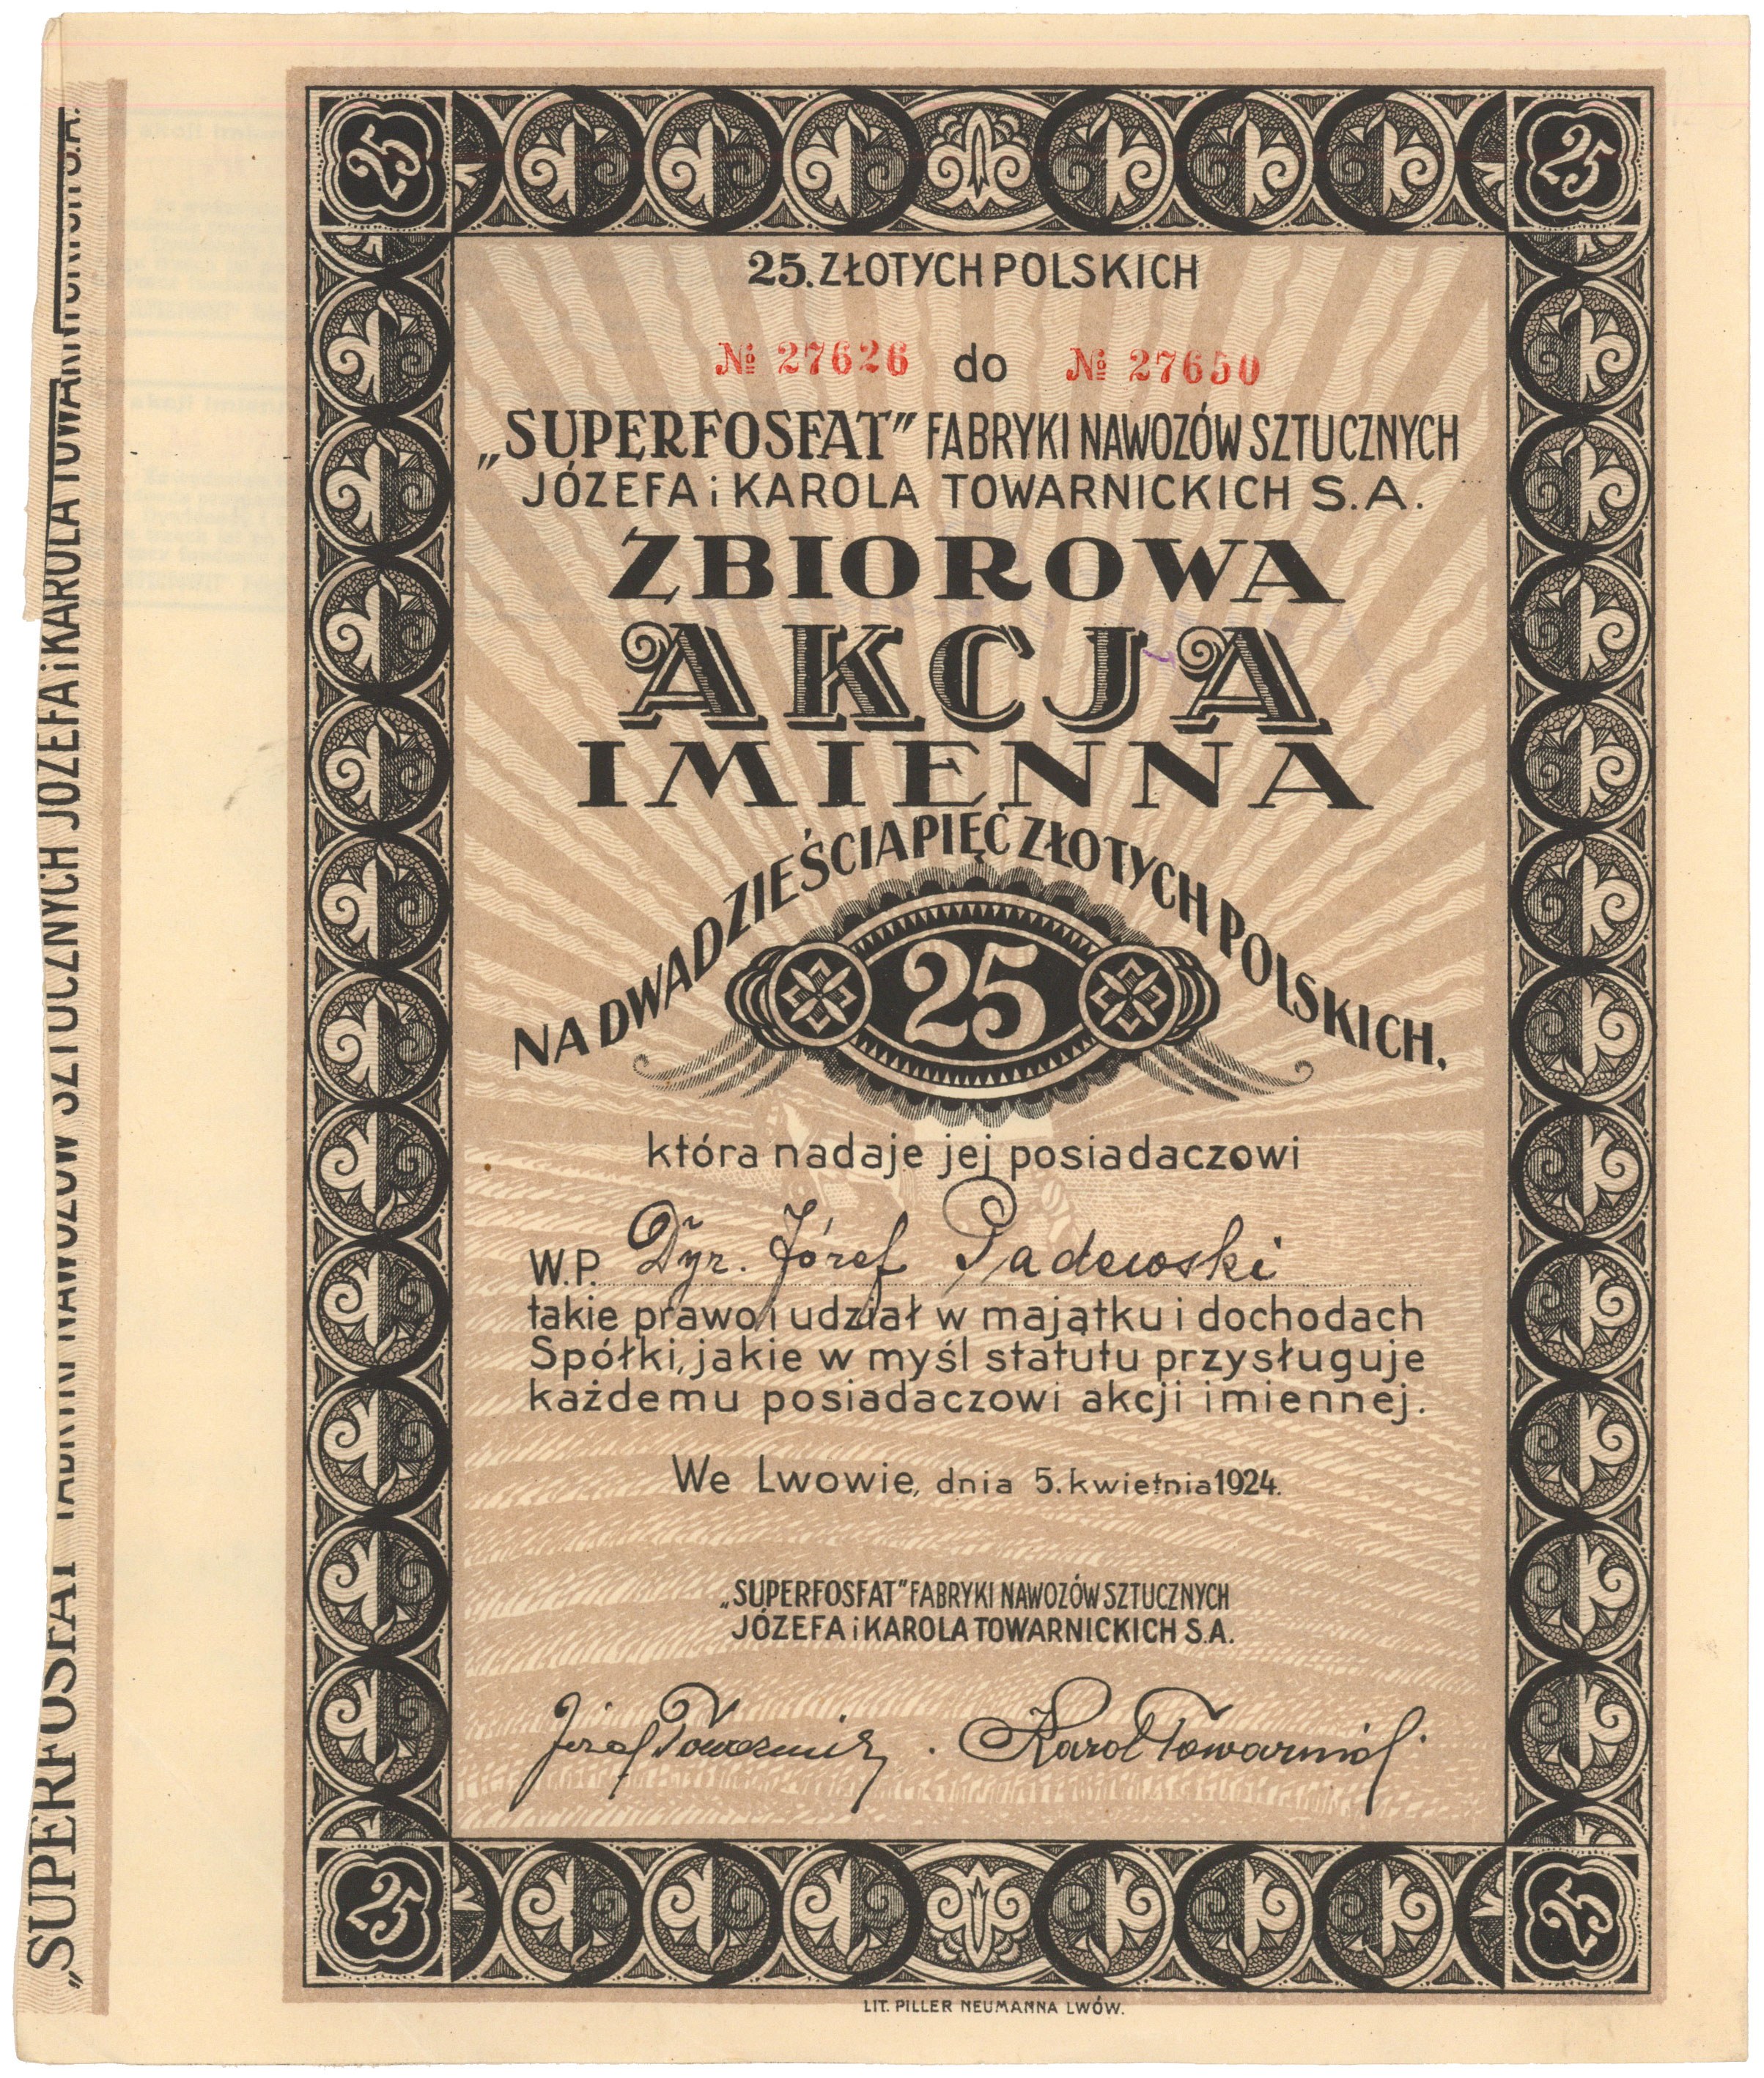 25
25
25. ZŁOTYCH POLSKICH
№ 27626 do № 27650
„SUPERFOSFAT” FABRYKI NAWOZÓW SZTUCZNYCH
JÓZEFA i KAROLA TOWARNICKICH S.A.
ZBIOROWA
AKCJA
IMIENNA
NA DWADZIEŚCIA PIĘĆ ZŁOTYCH POLSKICH.
25
która nadaje jej posiadaczowi
W.P. Dyr. Józef Padewski
takie prawo i udział w majątku i dochodach
Spółki, jakie w myśl statutu przysługuje
każdemu posiadaczowi akcji imiennej.
We Lwowie, dnia 5. kwietnia 1924.
„SUPERFOSFAT” FABRYKI NAWOZÓW SZTUCZNYCH
JÓZEFA i KAROLA TOWARNICKICH S.A.
Józef Towarnicki. Karol Towarnicki
25
25
LIT. PILLER NEUMANNA LWÓW.
„SUPERFOSFAT” FABRYKI NAWOZÓW SZTUCZNYCH JÓZEFA i KAROLA TOWARNICKICH S.A.